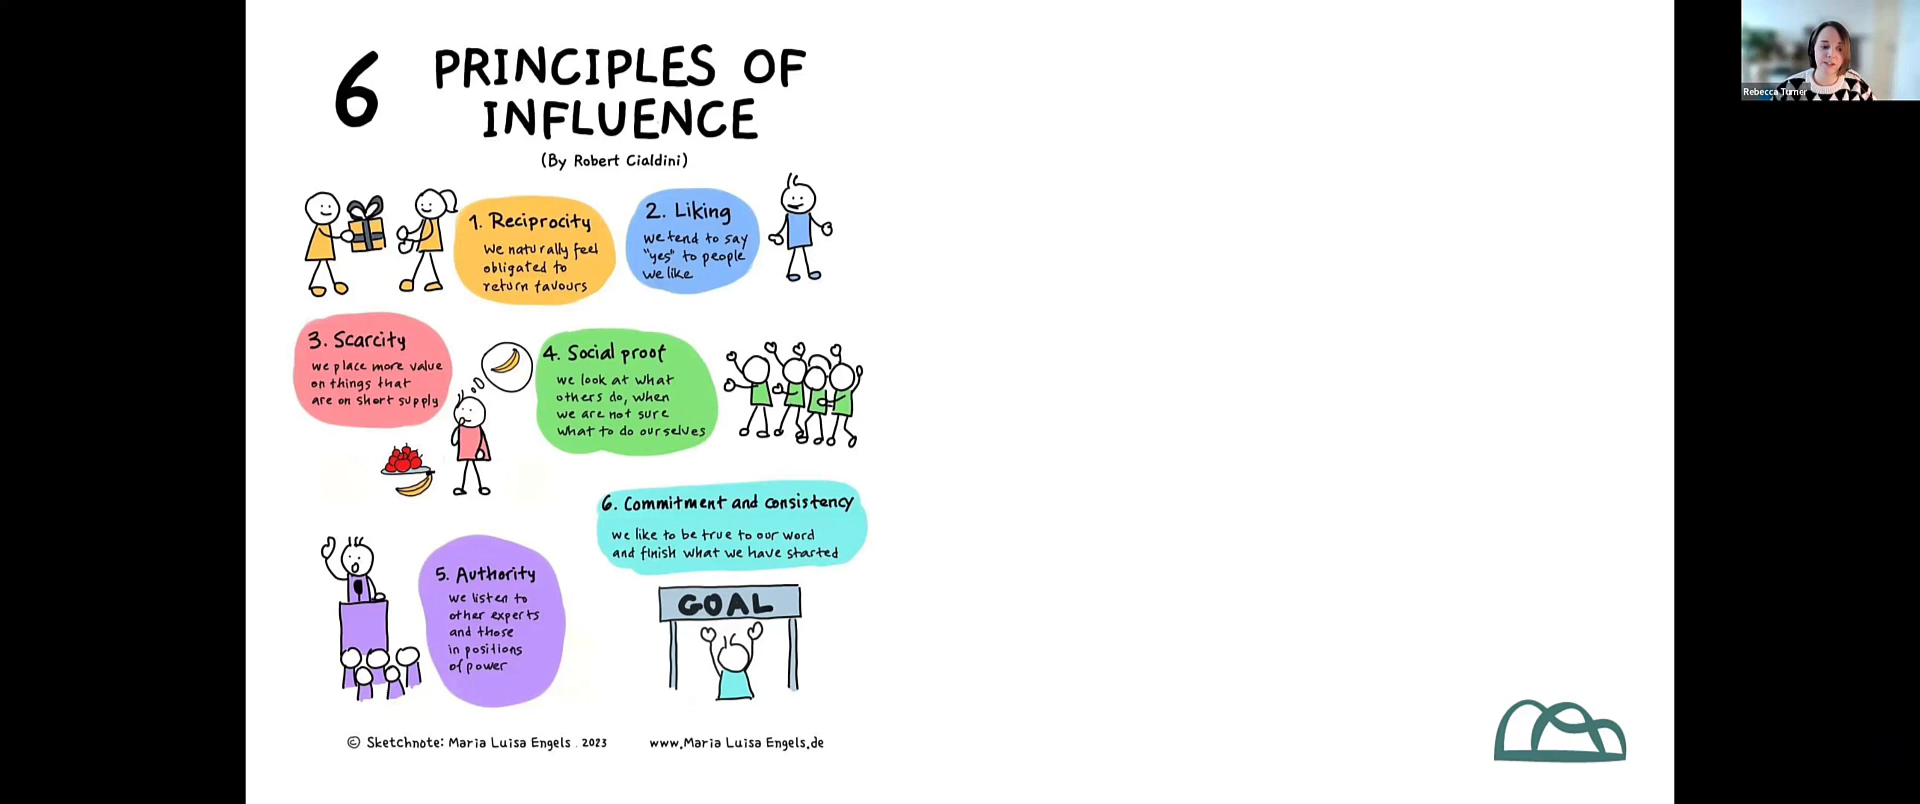 6 PRINCIPLES OF
INFLUENCE
(By Robert Cialdini)
1. Reciprocity
we naturally feel
obligated to
return favours
2. Liking
we tend to say
"yes" to people
we like
3. Scarcity
we place more value
on things that
are on short supply
4. Social proof
we look at what
others do, when
we are not sure
what to do ourselves
5. Authority
we listen to
other experts
and those
in positions
of power
6. Commitment and consistency
we like to be true to our word
and finish what we have started
GOAL
© Sketchnote: Maria Luisa Engels . 2023
www.Maria Luisa Engels.de
Rebecca Turner